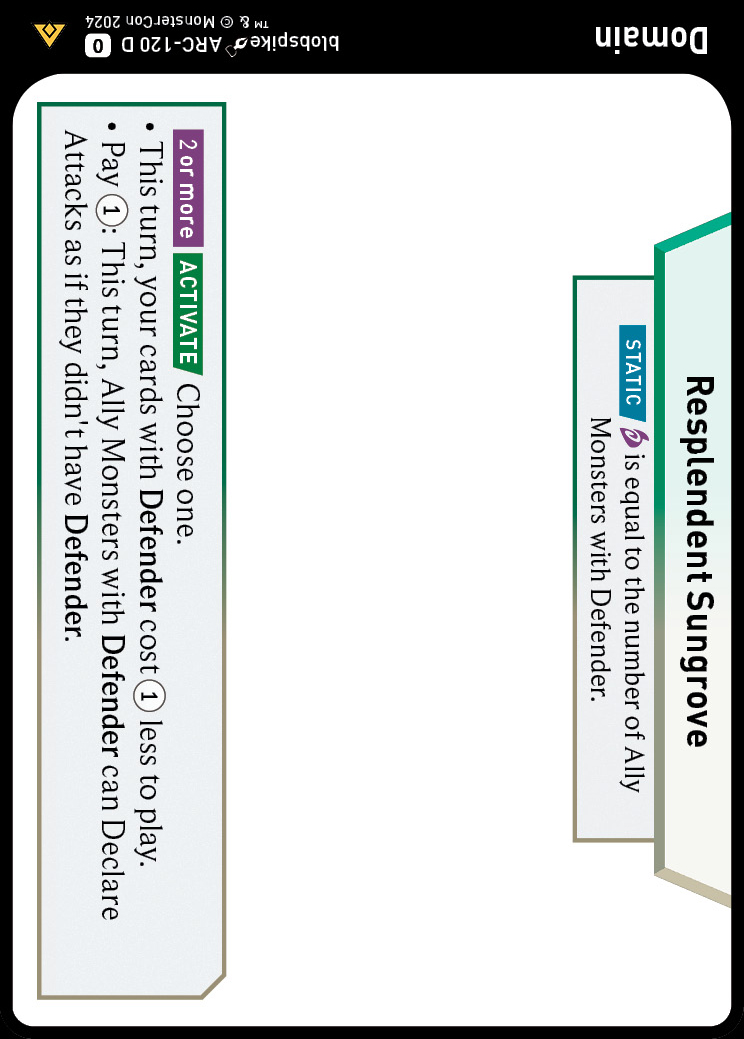 Resplendent Sungrove
STATIC is equal to the number of Ally
Monsters with Defender.
2 or more ACTIVATE Choose one.
• This turn, your cards with Defender cost 1 less to play.
• Pay 1: This turn, Ally Monsters with Defender can Declare
Attacks as if they didn't have Defender.
Domain
blobspike ARC-120 D 0
™ & © MonsterCon 2024